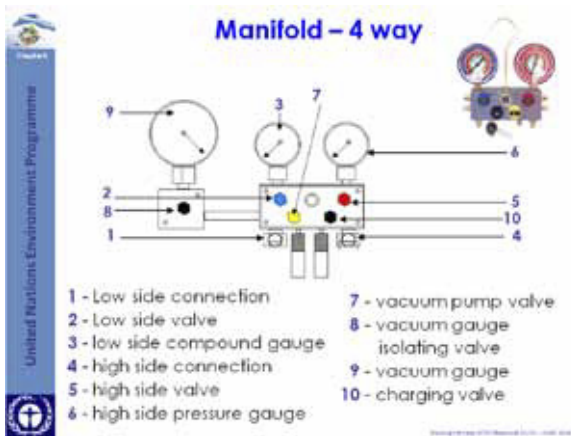 Manifold – 4 way
United Nations Environment Programme
9
3
7
6
2
8
1
5
10
4
1 - Low side connection
2 - Low side valve
3 - low side compound gauge
4 - high side connection
5 - high side valve
6 - high side pressure gauge
7 - vacuum pump valve
8 - vacuum gauge
isolating valve
9 - vacuum gauge
10 - charging valve